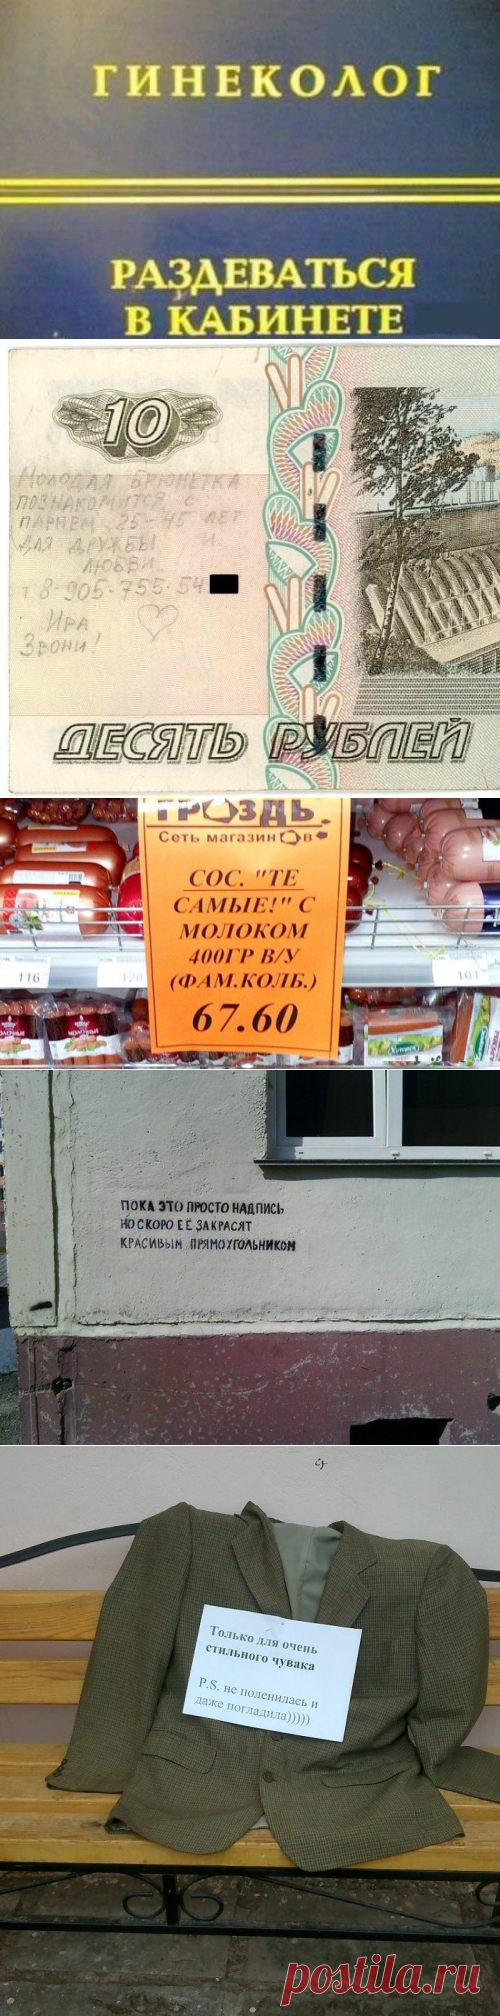 ГИНЕКОЛОГ
РАЗДЕВАТЬСЯ
В КАБИНЕТЕ
10
МОЛОДАЯ БРЮНЕТКА
ПОЗНАКОМИТСЯ С
ПАРНЕМ 25-45 ЛЕТ
ДЛЯ ДРУЖБЫ И
ЛЮБВИ
т 8-905-755-54
ИРА
ЗВОНИ!
ДЕСЯТЬ РУБЛЕЙ
ГРОЗДЬ
Сеть магазинов
СОС. "ТЕ
САМЫЕ!" С
МОЛОКОМ
400ГР В/У
(ФАМ.КОЛБ.)
67.60
116
120
101
ПОКА ЭТО ПРОСТО НАДПИСЬ
НО СКОРО ЕЕ ЗАКРАСЯТ
КРАСИВЫМ ПРЯМОУГОЛЬНИКОМ
Только для очень
стильного чувака
P.S. не поленилась и
даже погладила)))))
postila.ru